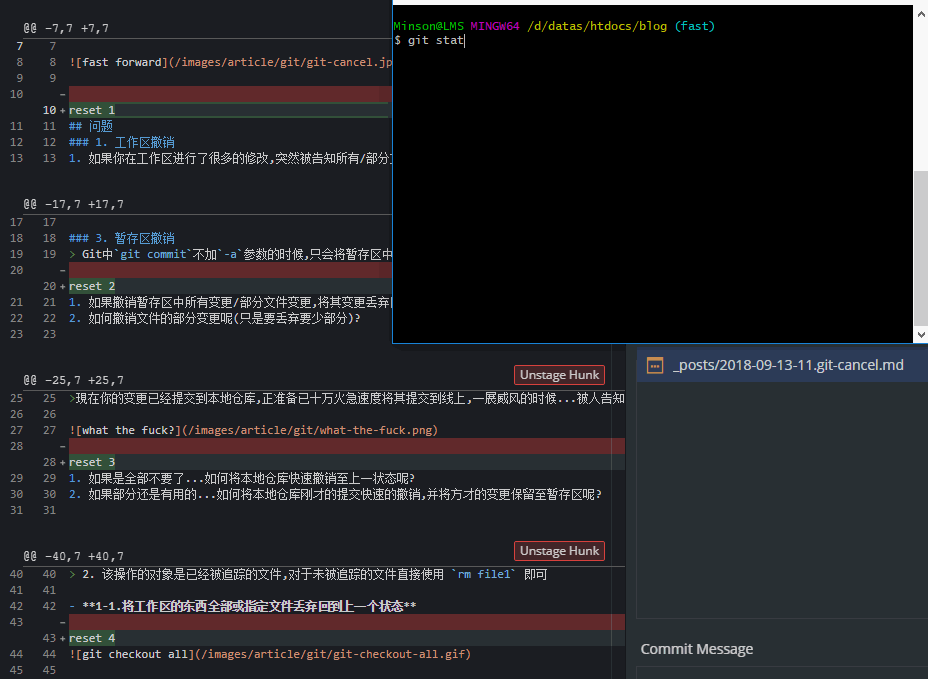 @@ -7,7 +7,7
7 7
8 8 ![fast forward](/images/article/git/git-cancel.jp
9 9
10 -
10 + reset 1
11 11 ## 问题
12 12 ### 1. 工作区撤销
13 13 1. 如果你在工作区进行了很多的修改,突然被告知所有/部分
@@ -17,7 +17,7
17 17
18 18 ### 3. 暂存区撤销
19 19 > Git中`git commit`不加`-a`参数的时候,只会将暂存区中
20 -
20 + reset 2
21 21 1. 如果撤销暂存区中所有变更/部分文件变更,将其变更丢弃
22 22 2. 如何撤销文件的部分变更呢(只是要丢弃要少部分)?
23 23
@@ -25,7 +25,7
Unstage Hunk
25 25 >现在你的变更已经提交到本地仓库,正准备已十万火急速度将其提交到线上,一展威风的时候...被人告知
26 26
27 27 ![what the fuck?](/images/article/git/what-the-fuck.png)
28 -
28 + reset 3
29 29 1. 如果是全部不要了...如何将本地仓库快速撤销至上一状态呢?
30 30 2. 如果部分还是有用的...如何将本地仓库刚才的提交快速的撤销,并将方才的变更保留至暂存区呢?
31 31
@@ -40,7 +40,7
Unstage Hunk
40 40 > 2. 该操作的对象是已经被追踪的文件,对于未被追踪的文件直接使用 `rm file1` 即可
41 41
42 42 - **1-1.将工作区的东西全部或指定文件丢弃回到上一个状态**
43 -
43 + reset 4
44 44 ![git checkout all](/images/article/git/git-checkout-all.gif)
45 45
Minson@LMS MINGW64 /d/datas/htdocs/blog (fast)
$ git stat
_posts/2018-09-13-11.git-cancel.md
Commit Message